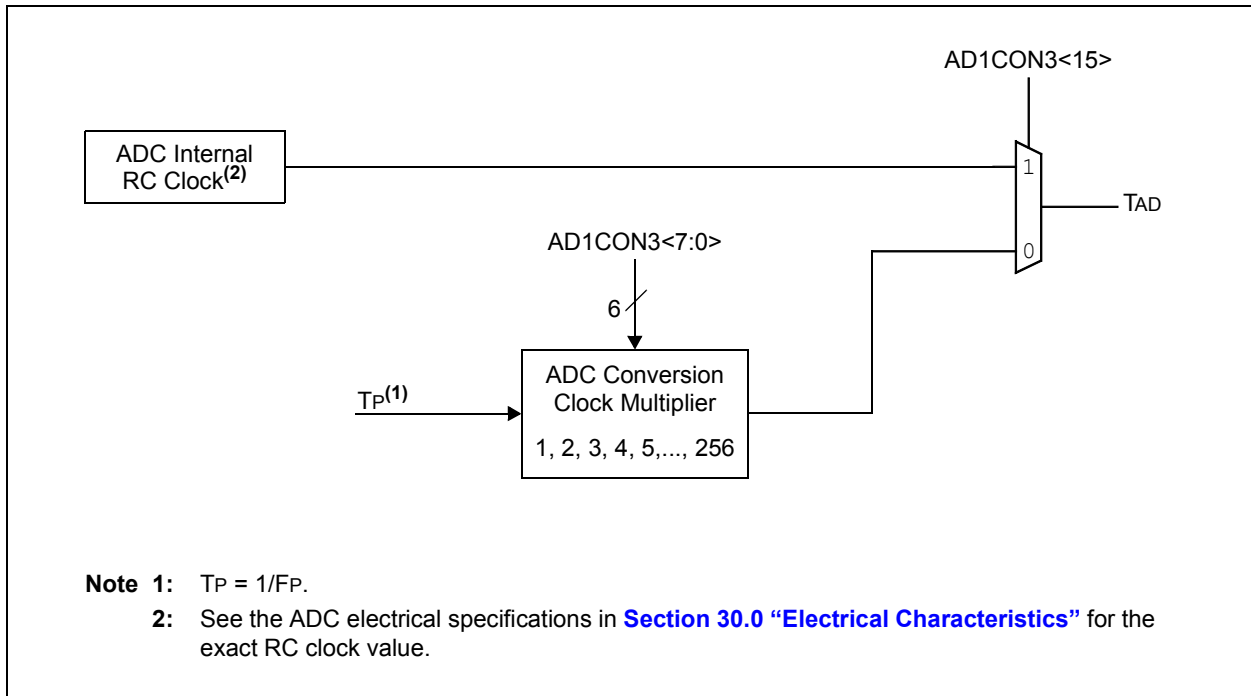 AD1CON3<15>
ADC Internal
RC Clock(2)
1
TAD
AD1CON3<7:0>
0
6
ADC Conversion
Clock Multiplier
TP(1)
1, 2, 3, 4, 5,..., 256
Note 1: TP = 1/FP.
2: See the ADC electrical specifications in Section 30.0 “Electrical Characteristics” for the
exact RC clock value.